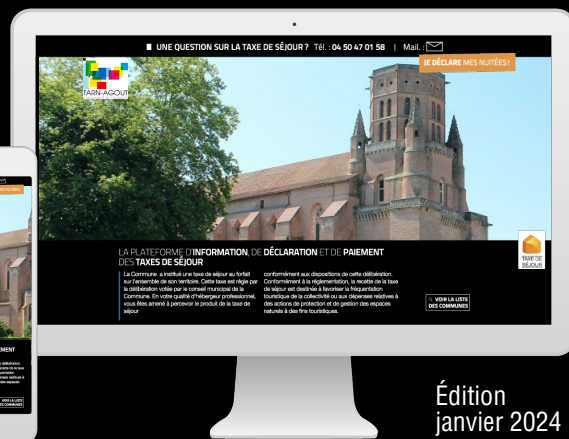 UNE QUESTION SUR LA TAXE DE SÉJOUR ? Tél. : 04 50 47 01 58 | Mail. :
JE DÉCLARE MES NUITÉES !
TARN-AGOUT
LA PLATEFORME D'INFORMATION, DE DÉCLARATION ET DE PAIEMENT
DES TAXES DE SÉJOUR
La Commune a institué une taxe de séjour au forfait
sur l'ensemble de son territoire. Cette taxe est régie par
la délibération votée par le conseil municipal de la
Commune. En votre qualité d'hébergeur professionnel,
vous êtes amené à percevoir le produit de la taxe de
séjour
conformément aux dispositions de cette délibération.
Conformément à la réglementation, la recette de la taxe
de séjour est destinée à favoriser la fréquentation
touristique de la collectivité ou aux dépenses relatives à
des actions de protection et de gestion des espaces
naturels à des fins touristiques.
TAXE DE
SÉJOUR
VOIR LA LISTE
DES COMMUNES
PAIEMENT
VOIR LA LISTE
DES COMMUNES
Édition
janvier 2024